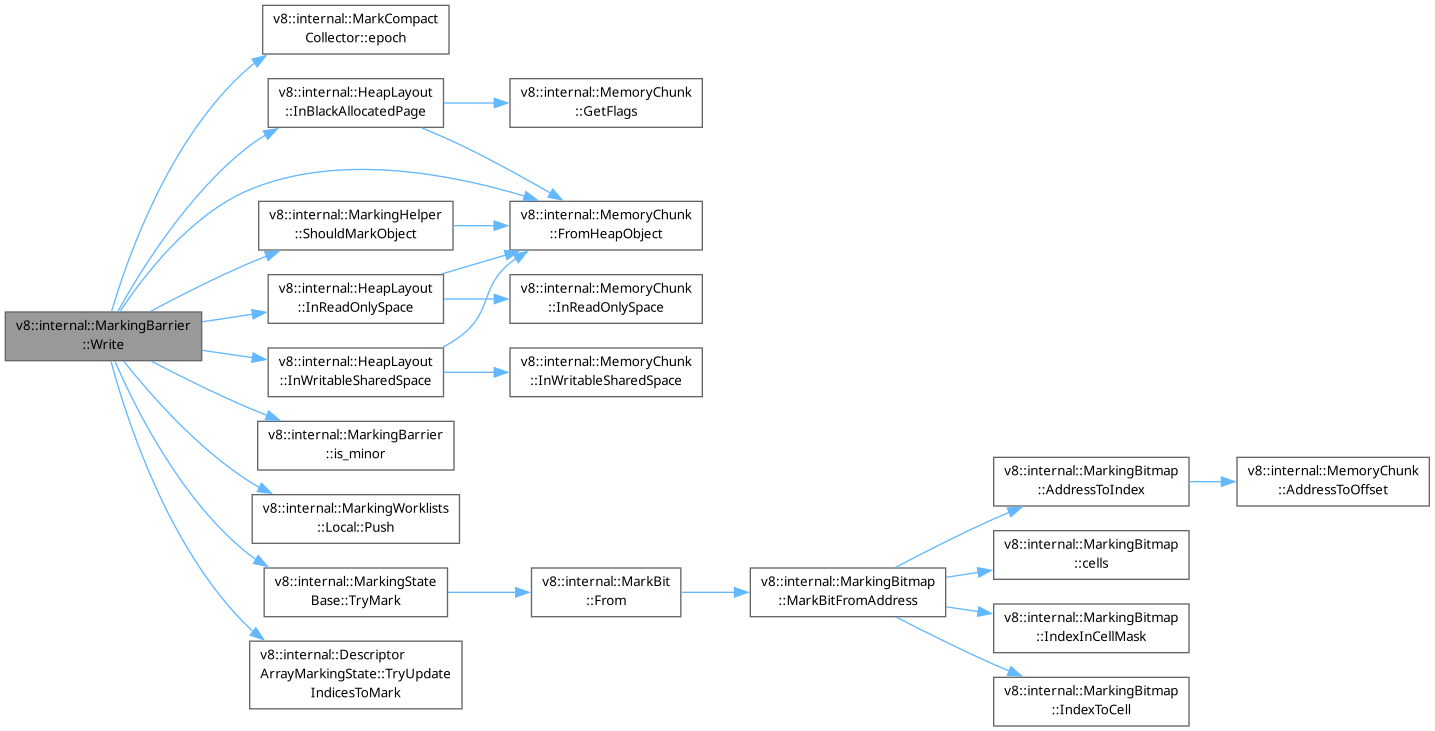 v8::internal::MarkCompact
Collector::epoch
v8::internal::HeapLayout
::InBlackAllocatedPage
v8::internal::MemoryChunk
::GetFlags
v8::internal::MarkingHelper
::ShouldMarkObject
v8::internal::MemoryChunk
::FromHeapObject
v8::internal::MarkingBarrier
::Write
v8::internal::HeapLayout
::InReadOnlySpace
v8::internal::MemoryChunk
::InReadOnlySpace
v8::internal::HeapLayout
::InWritableSharedSpace
v8::internal::MemoryChunk
::InWritableSharedSpace
v8::internal::MarkingBarrier
::is_minor
v8::internal::MarkingWorklists
::Local::Push
v8::internal::MarkingState
Base::TryMark
v8::internal::MarkBit
::From
v8::internal::MarkingBitmap
::MarkBitFromAddress
v8::internal::MarkingBitmap
::AddressToIndex
v8::internal::MemoryChunk
::AddressToOffset
v8::internal::MarkingBitmap
::cells
v8::internal::MarkingBitmap
::IndexInCellMask
v8::internal::MarkingBitmap
::IndexToCell
v8::internal::Descriptor
ArrayMarkingState::TryUpdate
IndicesToMark